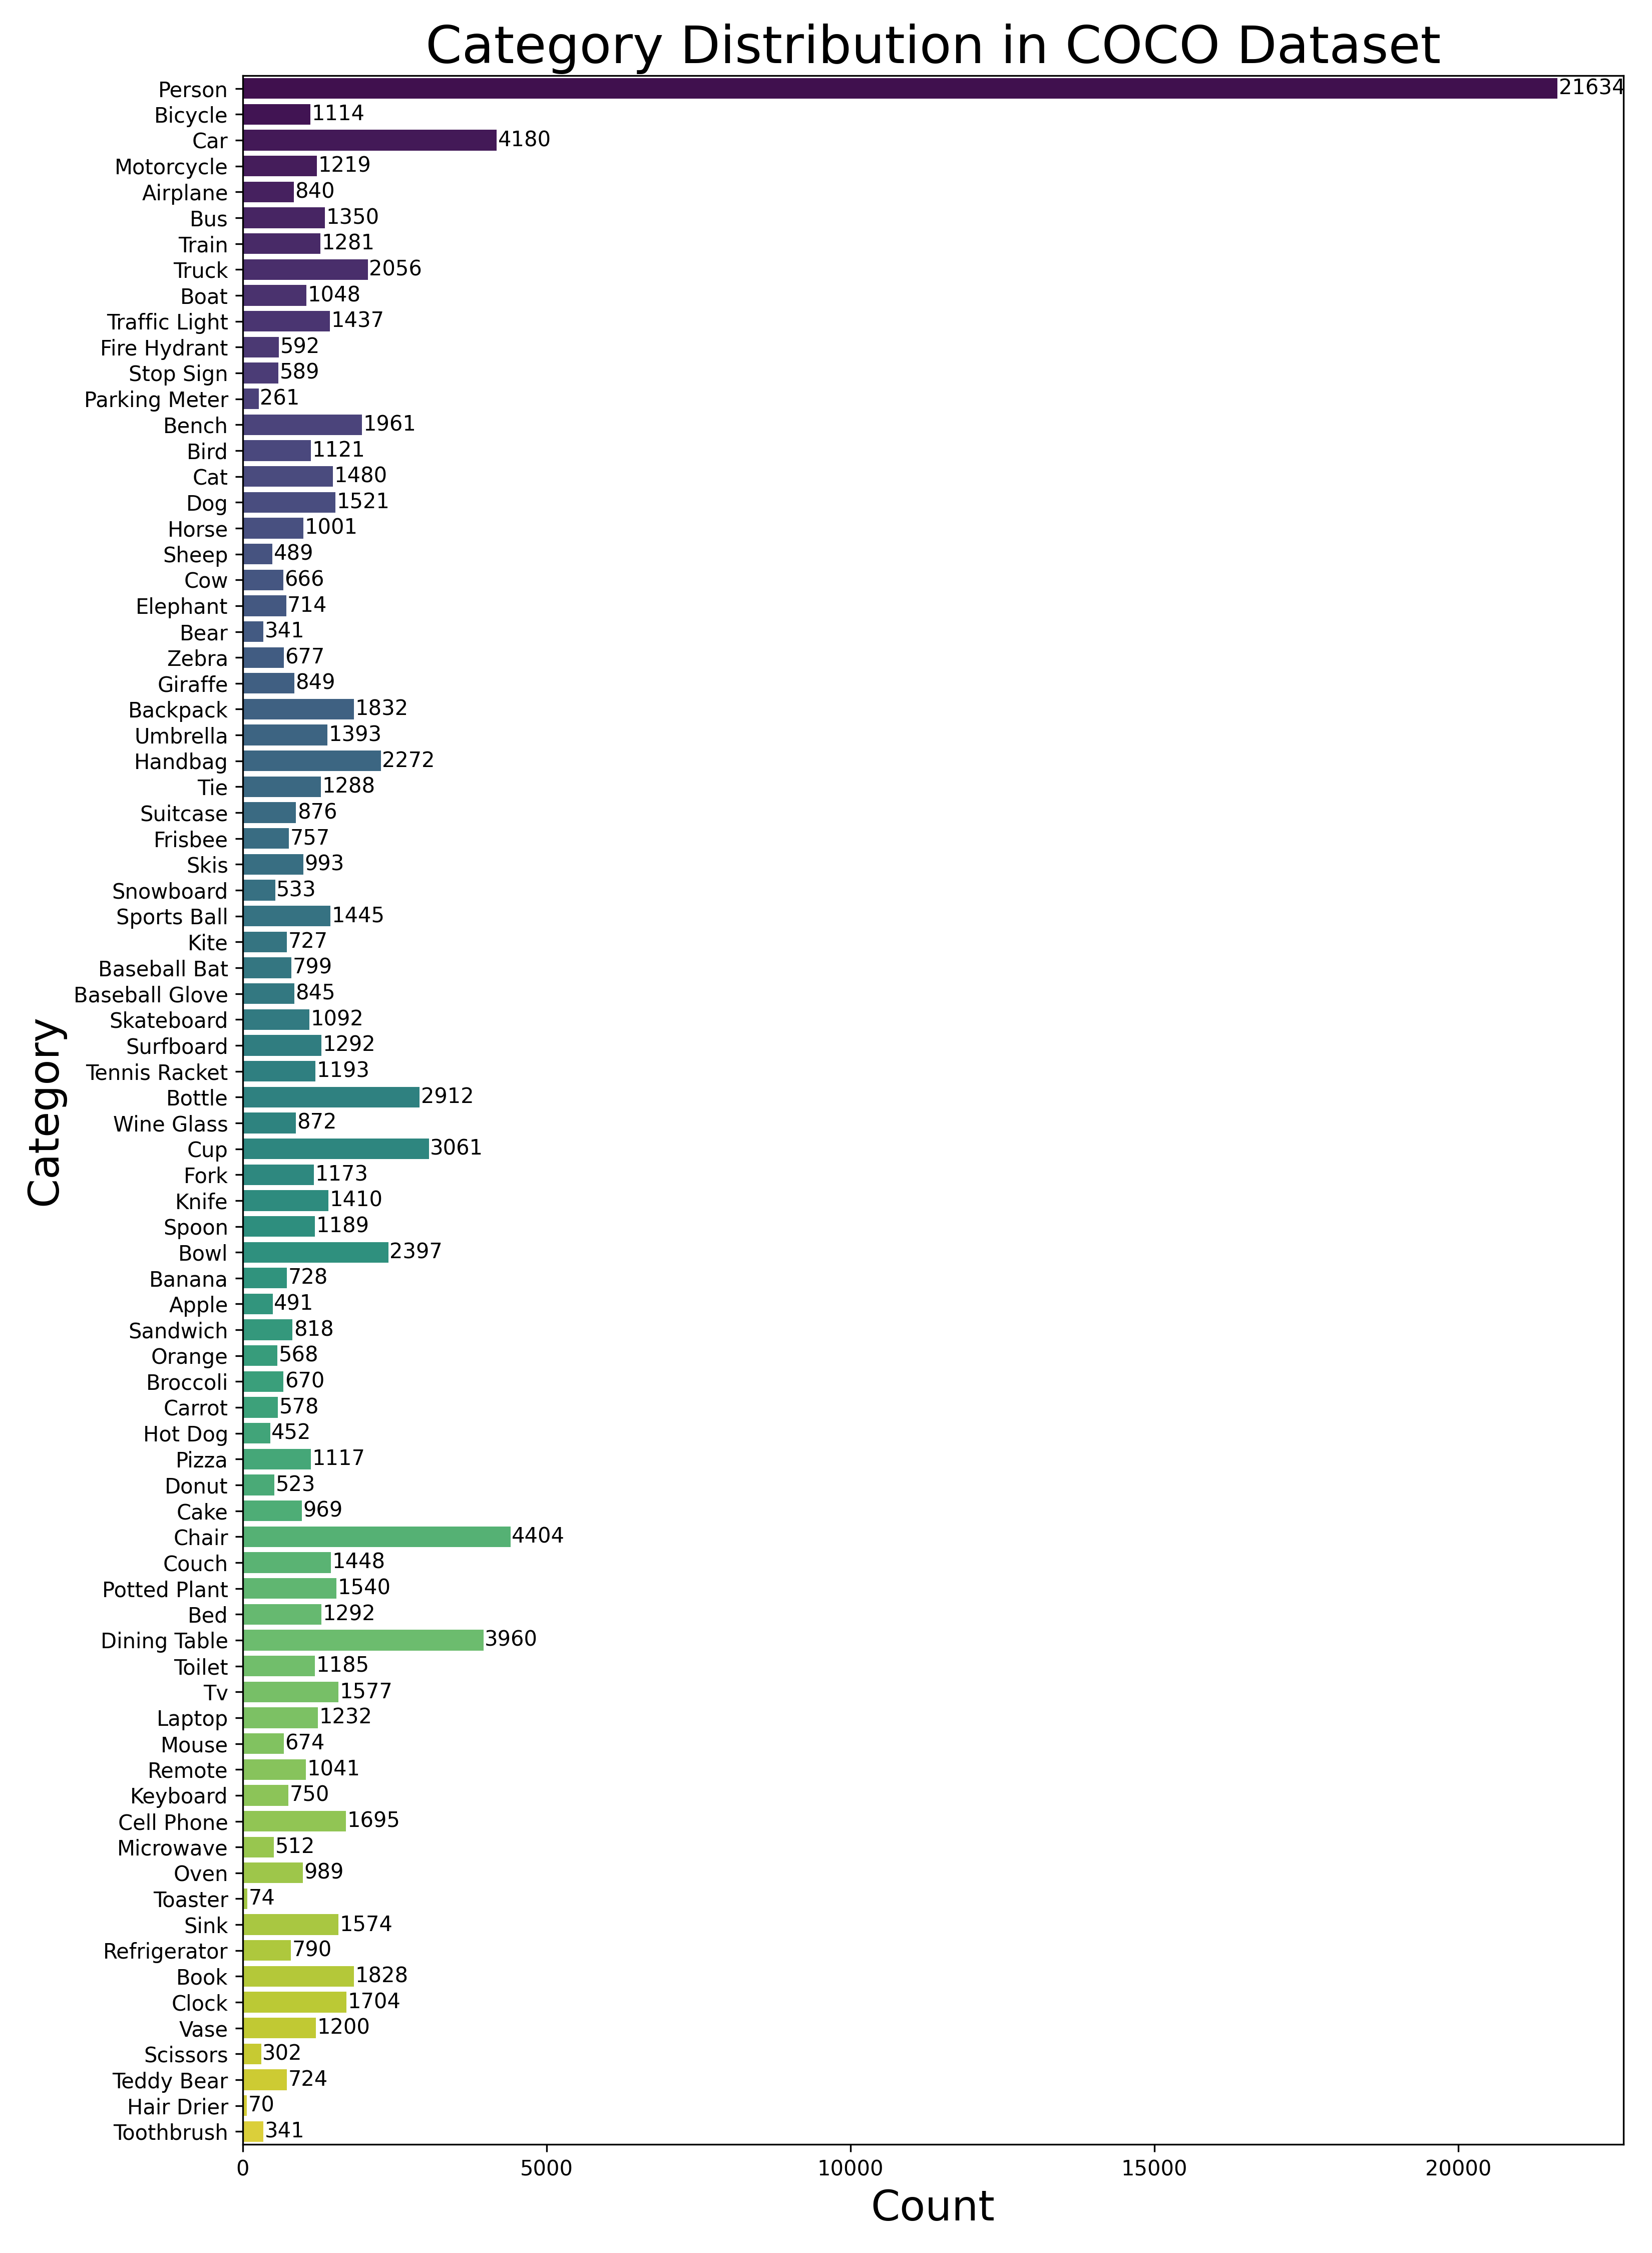 Category Distribution in COCO Dataset
Person 21634
Bicycle 1114
Car 4180
Motorcycle 1219
Airplane 840
Bus 1350
Train 1281
Truck 2056
Boat 1048
Traffic Light 1437
Fire Hydrant 592
Stop Sign 589
Parking Meter 261
Bench 1961
Bird 1121
Cat 1480
Dog 1521
Horse 1001
Sheep 489
Cow 666
Elephant 714
Bear 341
Zebra 677
Giraffe 849
Backpack 1832
Umbrella 1393
Handbag 2272
Tie 1288
Suitcase 876
Frisbee 757
Skis 993
Snowboard 533
Sports Ball 1445
Kite 727
Baseball Bat 799
Baseball Glove 845
Skateboard 1092
Surfboard 1292
Tennis Racket 1193
Bottle 2912
Wine Glass 872
Cup 3061
Fork 1173
Knife 1410
Spoon 1189
Bowl 2397
Banana 728
Apple 491
Sandwich 818
Orange 568
Broccoli 670
Carrot 578
Hot Dog 452
Pizza 1117
Donut 523
Cake 969
Chair 4404
Couch 1448
Potted Plant 1540
Bed 1292
Dining Table 3960
Toilet 1185
Tv 1577
Laptop 1232
Mouse 674
Remote 1041
Keyboard 750
Cell Phone 1695
Microwave 512
Oven 989
Toaster 74
Sink 1574
Refrigerator 790
Book 1828
Clock 1704
Vase 1200
Scissors 302
Teddy Bear 724
Hair Drier 70
Toothbrush 341
Category
0 5000 10000 15000 20000
Count